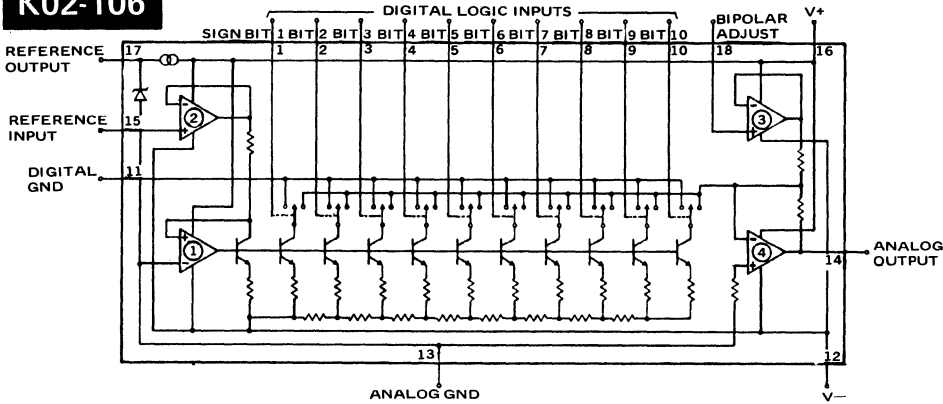 K02-106
DIGITAL LOGIC INPUTS
SIGN BIT 1 BIT 2 BIT 3 BIT 4 BIT 5 BIT 6 BIT 7 BIT 8 BIT 9 BIT 10
BIPOLAR
ADJUST
V+
REFERENCE
OUTPUT
17
1 2 3 4 5 6 7 8 9 10
18
16
2
3
REFERENCE
INPUT
15
DIGITAL
GND
11
1
4
14
ANALOG
OUTPUT
13
12
ANALOG GND
V—